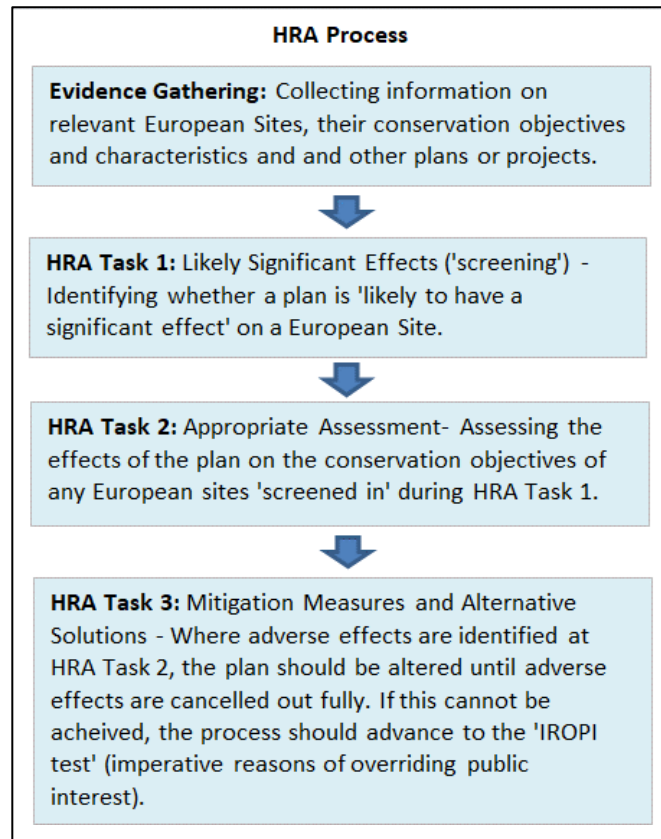 HRA Process
Evidence Gathering: Collecting information on
relevant European Sites, their conservation objectives
and characteristics and and other plans or projects.
HRA Task 1: Likely Significant Effects ('screening') -
Identifying whether a plan is 'likely to have a
significant effect' on a European Site.
HRA Task 2: Appropriate Assessment- Assessing the
effects of the plan on the conservation objectives of
any European sites 'screened in' during HRA Task 1.
HRA Task 3: Mitigation Measures and Alternative
Solutions - Where adverse effects are identified at
HRA Task 2, the plan should be altered until adverse
effects are cancelled out fully. If this cannot be
acheived, the process should advance to the 'IROPI
test' (imperative reasons of overriding public
interest).